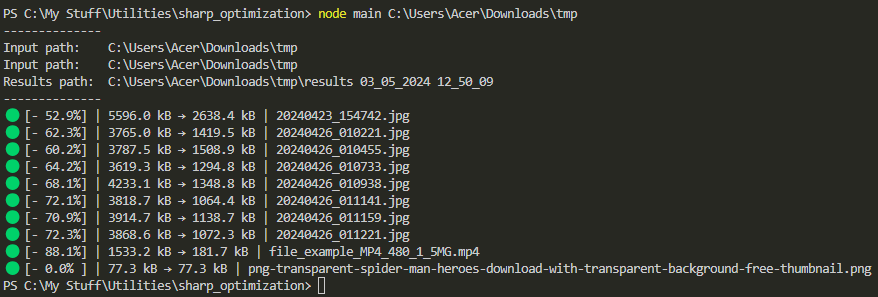 PS C:\My Stuff\Utilities\sharp_optimization> node main C:\Users\Acer\Downloads\tmp
--------------
Input path:    C:\Users\Acer\Downloads\tmp
Input path:    C:\Users\Acer\Downloads\tmp
Results path:  C:\Users\Acer\Downloads\tmp\results 03_05_2024 12_50_09
--------------
[- 52.9%] | 5596.0 kB → 2638.4 kB | 20240423_154742.jpg
[- 62.3%] | 3765.0 kB → 1419.5 kB | 20240426_010221.jpg
[- 60.2%] | 3787.5 kB → 1508.9 kB | 20240426_010455.jpg
[- 64.2%] | 3619.3 kB → 1294.8 kB | 20240426_010733.jpg
[- 68.1%] | 4233.1 kB → 1348.8 kB | 20240426_010938.jpg
[- 72.1%] | 3818.7 kB → 1064.4 kB | 20240426_011141.jpg
[- 70.9%] | 3914.7 kB → 1138.7 kB | 20240426_011159.jpg
[- 72.3%] | 3868.6 kB → 1072.3 kB | 20240426_011221.jpg
[- 88.1%] | 1533.2 kB → 181.7 kB | file_example_MP4_480_1_5MG.mp4
[- 0.0% ] | 77.3 kB → 77.3 kB | png-transparent-spider-man-heroes-download-with-transparent-background-free-thumbnail.png
PS C:\My Stuff\Utilities\sharp_optimization>